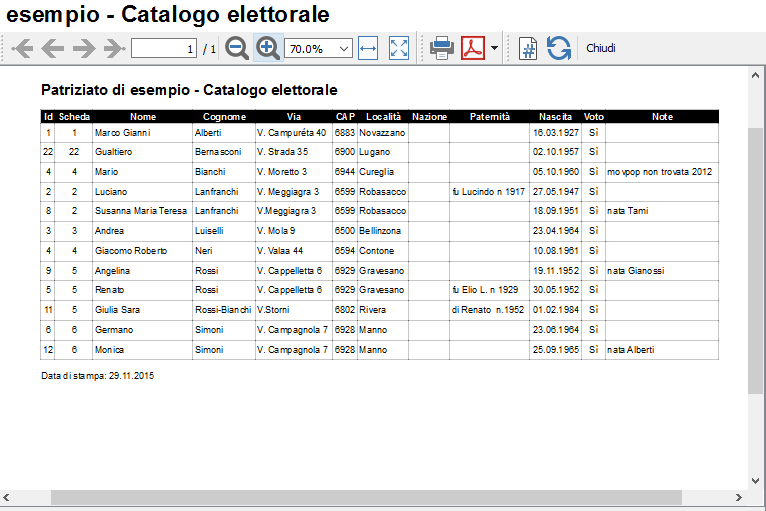 esempio - Catalogo elettorale
1 / 1 70.0% Chiudi
Patriziato di esempio - Catalogo elettorale
Id Scheda Nome Cognome Via CAP Località Nazione Paternità Nascita Voto Note
1 1 Marco Gianni Alberti V. Campuréta 40 6883 Novazzano 16.03.1927 Sì
22 22 Gualtiero Bernasconi V. Strada 35 6900 Lugano 02.10.1957 Sì
4 4 Mario Bianchi V. Moretto 3 6944 Cureglia 05.10.1960 Sì movpop non trovata 2012
2 2 Luciano Lanfranchi V. Meggiagra 3 6599 Robasacco fu Lucindo n 1917 27.05.1947 Sì
8 2 Susanna Maria Teresa Lanfranchi V.Meggiagra 3 6599 Robasacco 18.09.1951 Sì nata Tami
3 3 Andrea Luiselli V. Mola 9 6500 Bellinzona 23.04.1964 Sì
4 4 Giacomo Roberto Neri V. Valaa 44 6594 Contone 10.08.1961 Sì
9 5 Angelina Rossi V. Cappelletta 6 6929 Gravesano 19.11.1952 Sì nata Gianossi
5 5 Renato Rossi V. Cappelletta 6 6929 Gravesano fu Elio L. n 1929 30.05.1952 Sì
11 5 Giulia Sara Rossi-Bianchi V.Storni 6802 Rivera di Renato n.1952 01.02.1984 Sì
6 6 Germano Simoni V. Campagnola 7 6928 Manno 23.06.1964 Sì
12 6 Monica Simoni V. Campagnola 7 6928 Manno 25.09.1965 Sì nata Alberti
Data di stampa: 29.11.2015